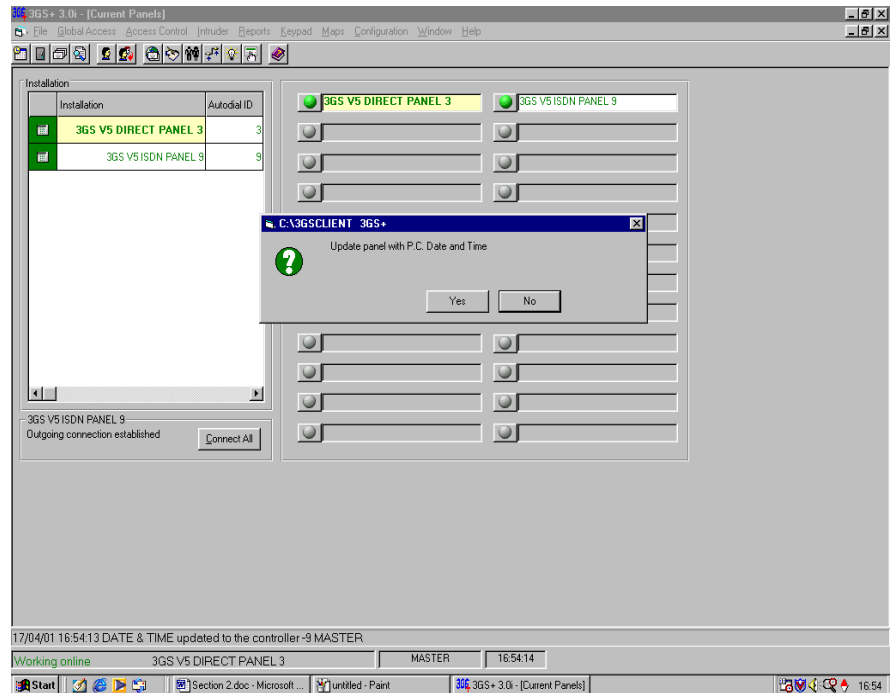 3GS+ 3.0i - [Current Panels]
File Global Access Access Control Intruder Reports Keypad Maps Configuration Window Help
Installation
Installation Autodial ID
3GS V5 DIRECT PANEL 3 3
3GS V5 ISDN PANEL 9 9
3GS V5 DIRECT PANEL 3 3GS V5 ISDN PANEL 9
C:\3GSCLIENT 3GS+
Update panel with P.C. Date and Time
Yes No
3GS V5 ISDN PANEL 9
Outgoing connection established
Connect All
17/04/01 16:54:13 DATE & TIME updated to the controller -9 MASTER
Working online 3GS V5 DIRECT PANEL 3 MASTER 16:54:14
Start Section 2.doc - Microsoft ... untitled - Paint 3GS+ 3.0i - [Current Panels] 16:54